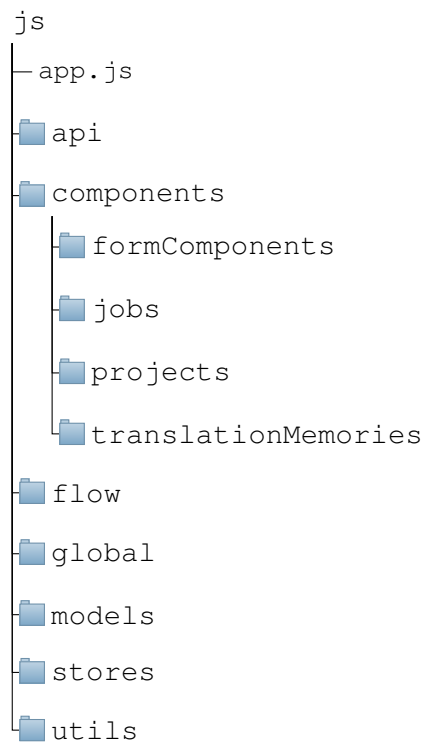 js
app.js
api
components
formComponents
jobs
projects
translationMemories
flow
global
models
stores
utils